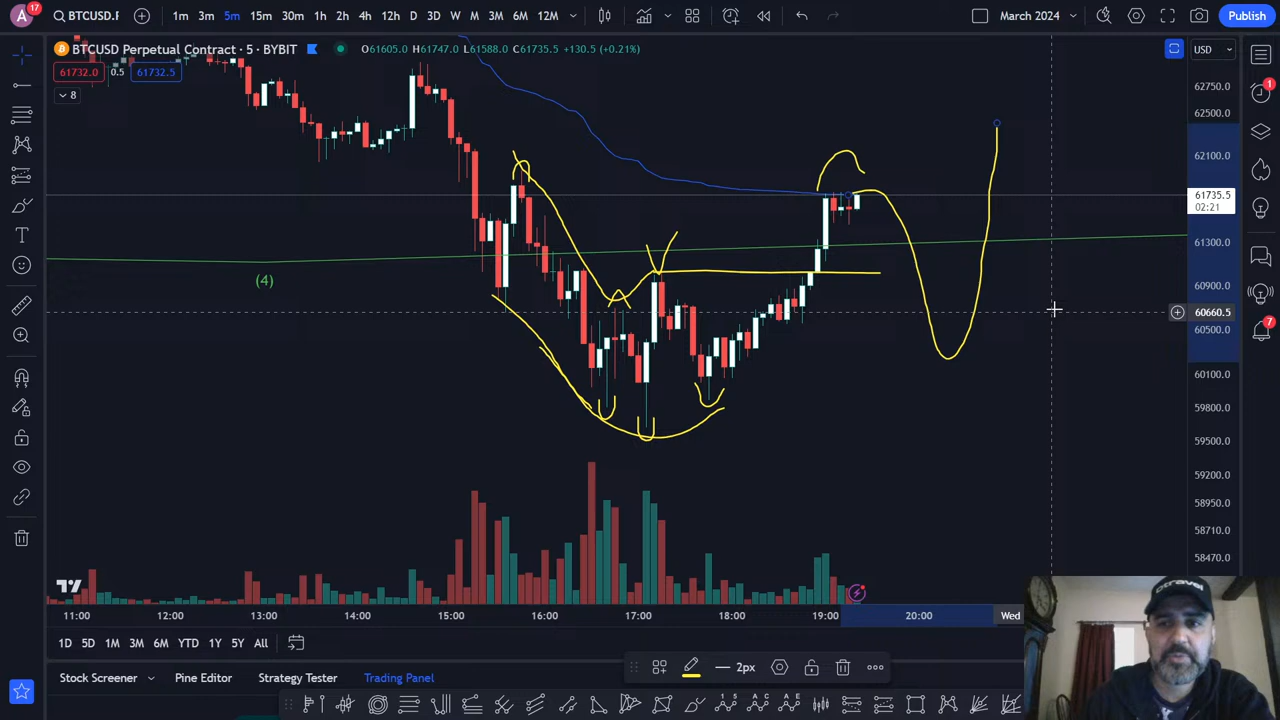 A 17 BTCUSD.P 1m 3m 6m 5m 15m 30m 1h 2h 4h 12h D 3D W M 3M 6M 12M March 2024 Publish
BTCUSD Perpetual Contract · 5 · BYBIT O61605.0 H61747.0 L61588.0 C61735.5 +130.5 (+0.21%) USD
61732.0 0.5 61732.5
8
62750.0
62500.0
62100.0
61735.5
02:21
61300.0
60900.0
60660.5
60500.0
60100.0
59800.0
59500.0
59200.0
58950.0
58710.0
58470.0
(4)
1
7
11:00 12:00 13:00 14:00 15:00 16:00 17:00 18:00 19:00 20:00 Wed
1D 5D 1M 3M 6M YTD 1Y 5Y All
2px
Stock Screener Pine Editor Strategy Tester Trading Panel